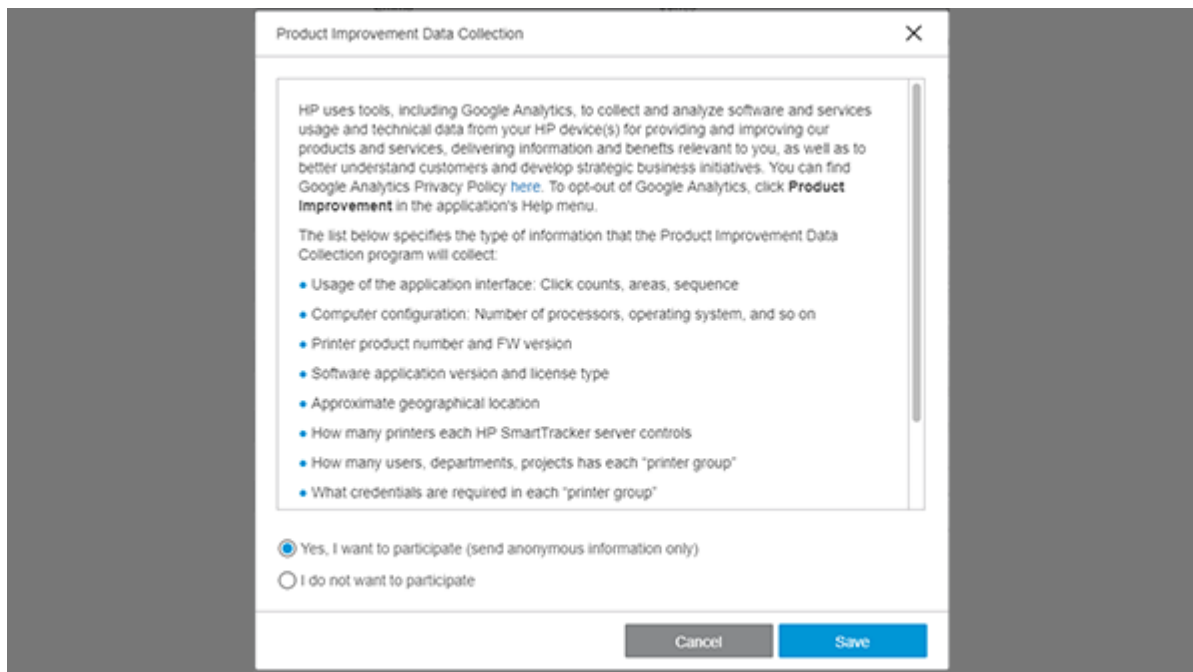 Product Improvement Data Collection
HP uses tools, including Google Analytics, to collect and analyze software and services
usage and technical data from your HP device(s) for providing and improving our
products and services, delivering information and benefts relevant to you, as well as to
better understand customers and develop strategic business initiatives. You can find
Google Analytics Privacy Policy here. To opt-out of Google Analytics, click Product
Improvement in the application's Help menu.
The list below specifies the type of information that the Product Improvement Data
Collection program will collect:
• Usage of the application interface: Click counts, areas, sequence
• Computer configuration: Number of processors, operating system, and so on
• Printer product number and FW version
• Software application version and license type
• Approximate geographical location
• How many printers each HP SmartTracker server controls
• How many users, departments, projects has each "printer group"
• What credentials are required in each "printer group"
Yes, I want to participate (send anonymous information only)
I do not want to participate
Cancel
Save